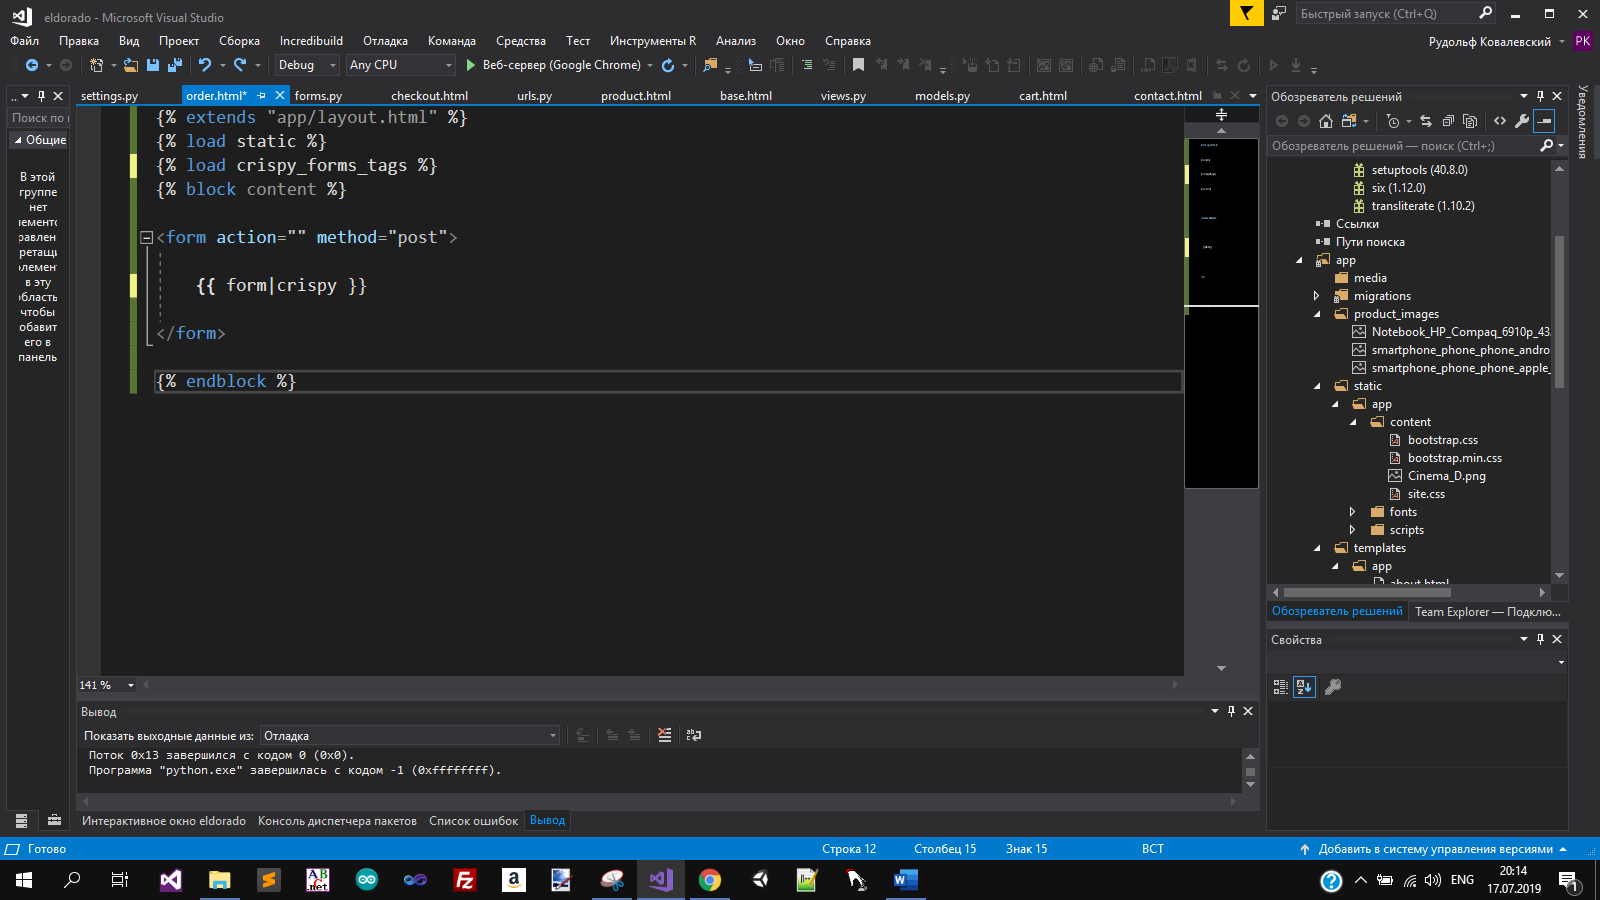 eldorado - Microsoft Visual Studio
Быстрый запуск (Ctrl+Q)
Файл Правка Вид Проект Сборка Incredibuild Отладка Команда Средства Тест Инструменты R Анализ Окно Справка
Рудольф Ковалевский РК
Debug Any CPU Веб-сервер (Google Chrome)
... settings.py order.html* forms.py checkout.html urls.py product.html base.html views.py models.py cart.html contact.html
Поиск по
Общие
В этой
группе
нет
в эту
чтобы
его в
панель
{% extends "app/layout.html" %}
{% load static %}
{% load crispy_forms_tags %}
{% block content %}
<form action="" method="post">
{{ form|crispy }}
</form>
{% endblock %}
141 %
Обозреватель решений
Обозреватель решений — поиск (Ctrl+;)
setuptools (40.8.0)
six (1.12.0)
transliterate (1.10.2)
Ссылки
Пути поиска
app
media
migrations
product_images
Notebook_HP_Compaq_6910p_43
smartphone_phone_phone_andro
smartphone_phone_phone_apple_
static
app
content
bootstrap.css
bootstrap.min.css
Cinema_D.png
site.css
fonts
scripts
templates
app
about.html
Обозреватель решений Team Explorer — Подклю...
Свойства
Уведомления
Вывод
Показать выходные данные из: Отладка
Поток 0x13 завершился с кодом 0 (0x0).
Программа "python.exe" завершилась с кодом -1 (0xffffffff).
Интерактивное окно eldorado Консоль диспетчера пакетов Список ошибок Вывод
Готово Строка 12 Столбец 15 Знак 15 ВСТ Добавить в систему управления версиями
ENG
20:14
17.07.2019
1